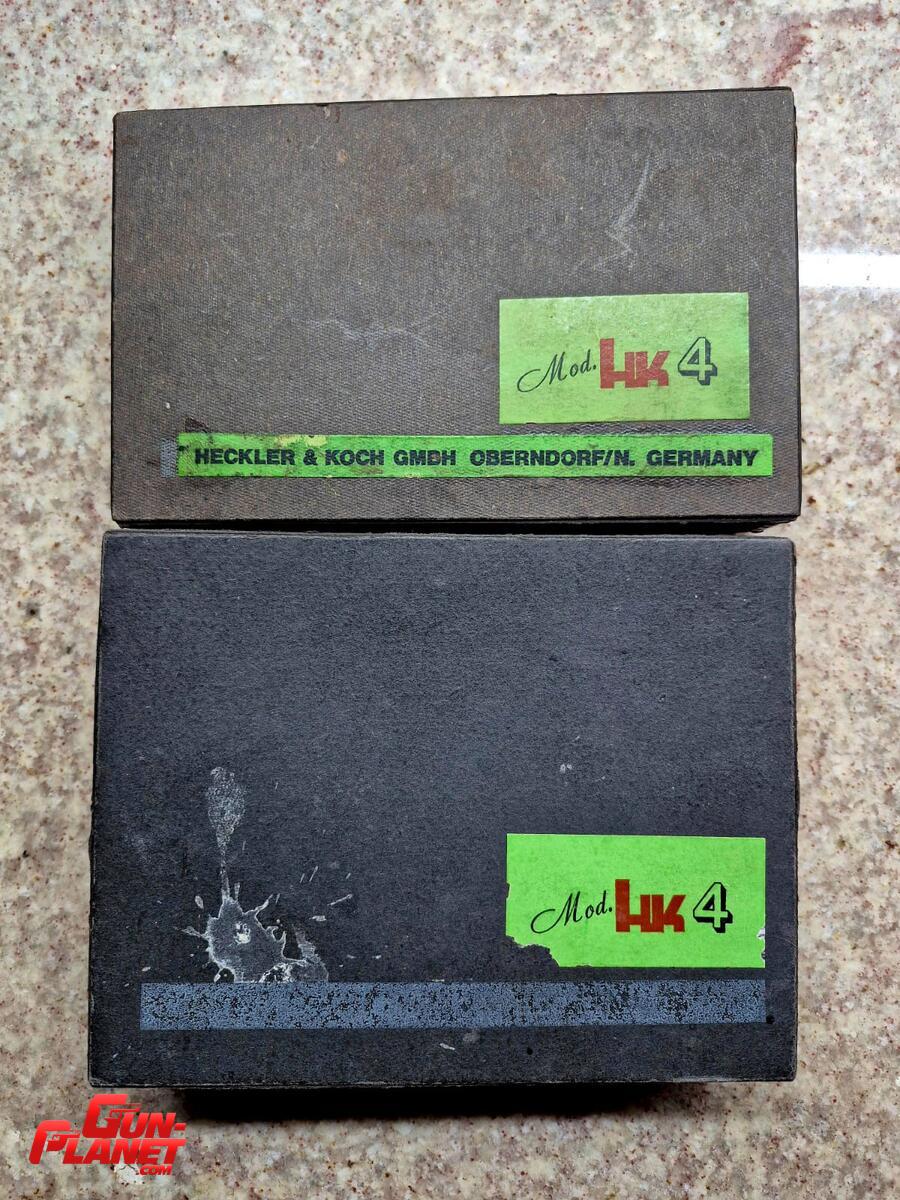 Mod. HK 4
HECKLER & KOCH GMBH OBERNDORF/N. GERMANY
Mod. HK 4
GUN-
PLANET
.COM